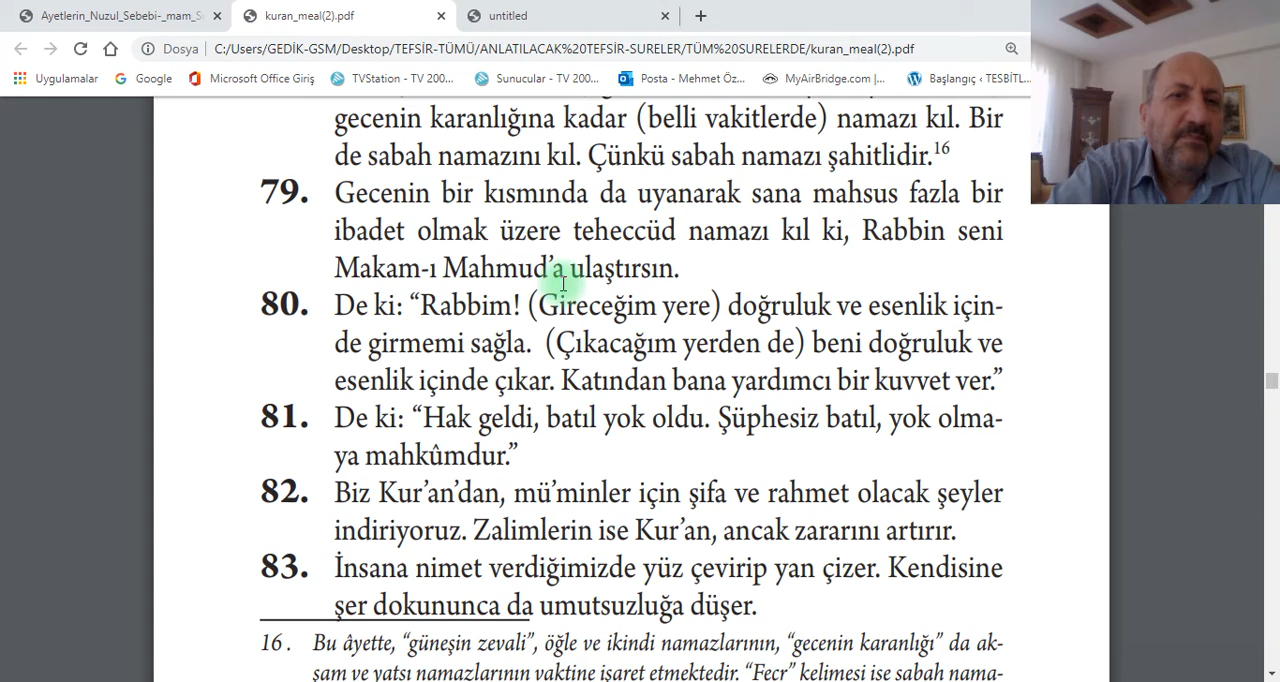 Ayetlerin_Nuzul_Sebebi-_mam_S
kuran_meal(2).pdf
untitled
Dosya
C:/Users/GEDİK-GSM/Desktop/TEFSİR-TÜMÜ/ANLATILACAK%20TEFSİR-SURELER/TÜM%20SURELERDE/kuran_meal(2).pdf
Uygulamalar
Google
Microsoft Office Giriş
TVStation - TV 200...
Sunucular - TV 200...
Posta - Mehmet Öz...
MyAirBridge.com |...
Başlangıç ‹ TESBİTL...
gecenin karanlığına kadar (belli vakitlerde) namazı kıl. Bir
de sabah namazını kıl. Çünkü sabah namazı şahitlidir.16
79. Gecenin bir kısmında da uyanarak sana mahsus fazla bir
ibadet olmak üzere teheccüd namazı kıl ki, Rabbin seni
Makam-ı Mahmud’a ulaştırsın.
80. De ki: “Rabbim! (Gireceğim yere) doğruluk ve esenlik için-
de girmemi sağla. (Çıkacağım yerden de) beni doğruluk ve
esenlik içinde çıkar. Katından bana yardımcı bir kuvvet ver.”
81. De ki: “Hak geldi, batıl yok oldu. Şüphesiz batıl, yok olma-
ya mahkûmdur.”
82. Biz Kur’an’dan, mü’minler için şifa ve rahmet olacak şeyler
indiriyoruz. Zalimlerin ise Kur’an, ancak zararını artırır.
83. İnsana nimet verdiğimizde yüz çevirip yan çizer. Kendisine
şer dokununca da umutsuzluğa düşer.
16 . Bu âyette, “güneşin zevali”, öğle ve ikindi namazlarının, “gecenin karanlığı” da ak-
şam ve yatsı namazlarının vaktine işaret etmektedir. “Fecr” kelimesi ise sabah nama-